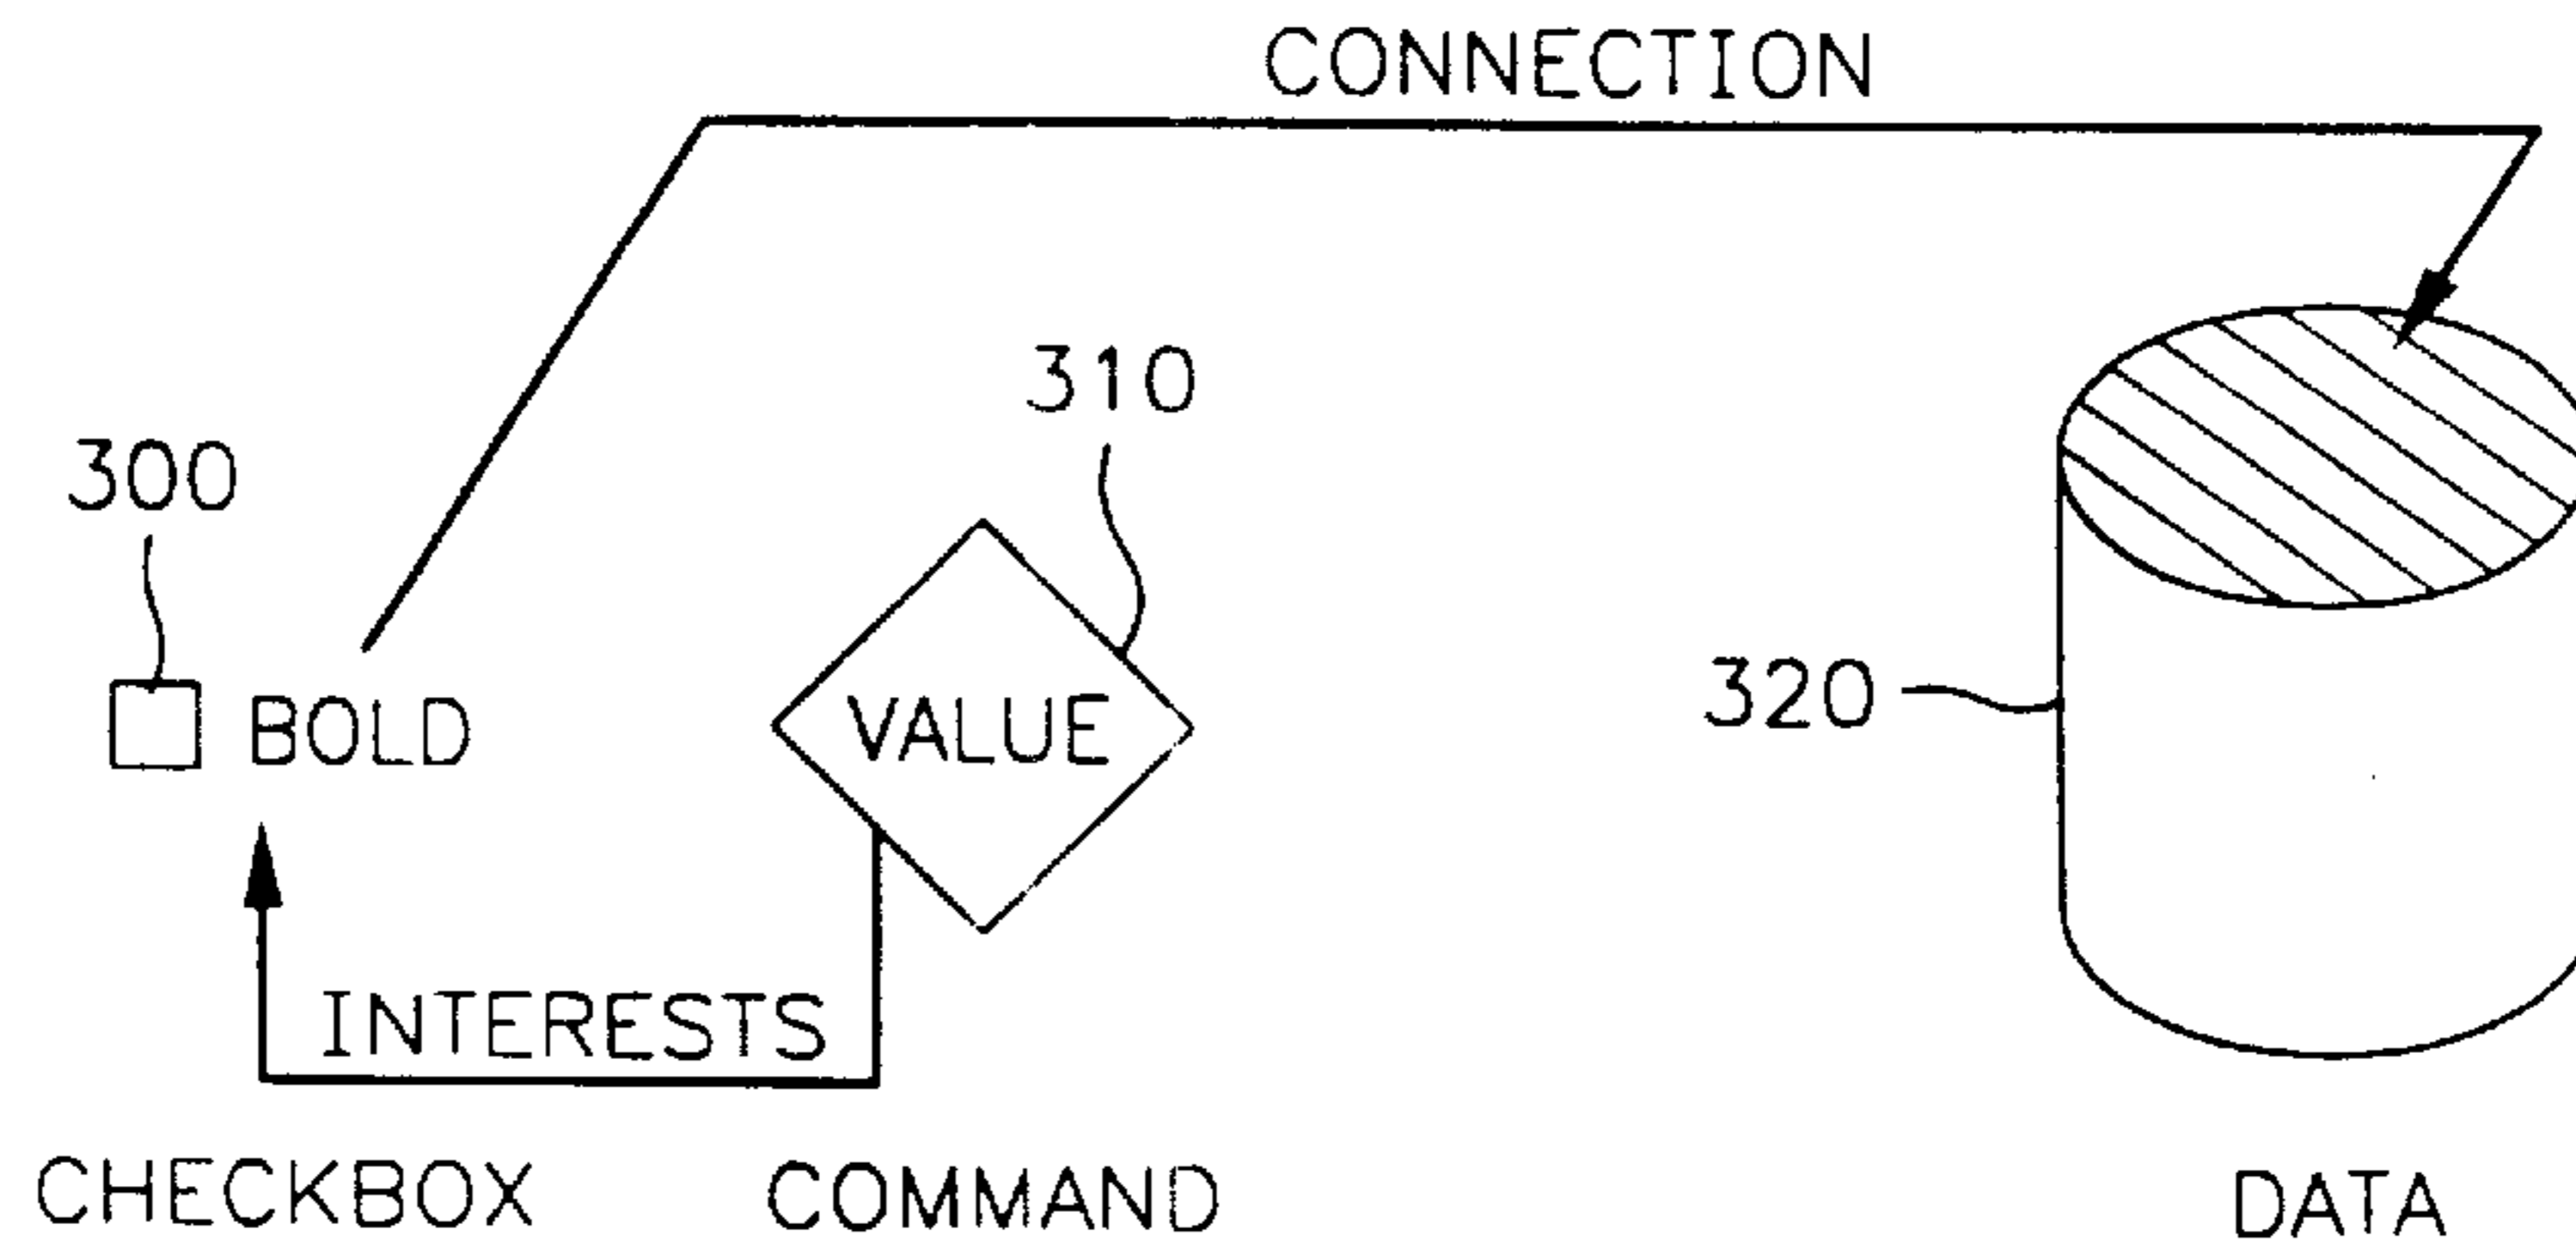 CONNECTION
310
300
320
BOLD
VALUE
INTERESTS
CHECKBOX
COMMAND
DATA